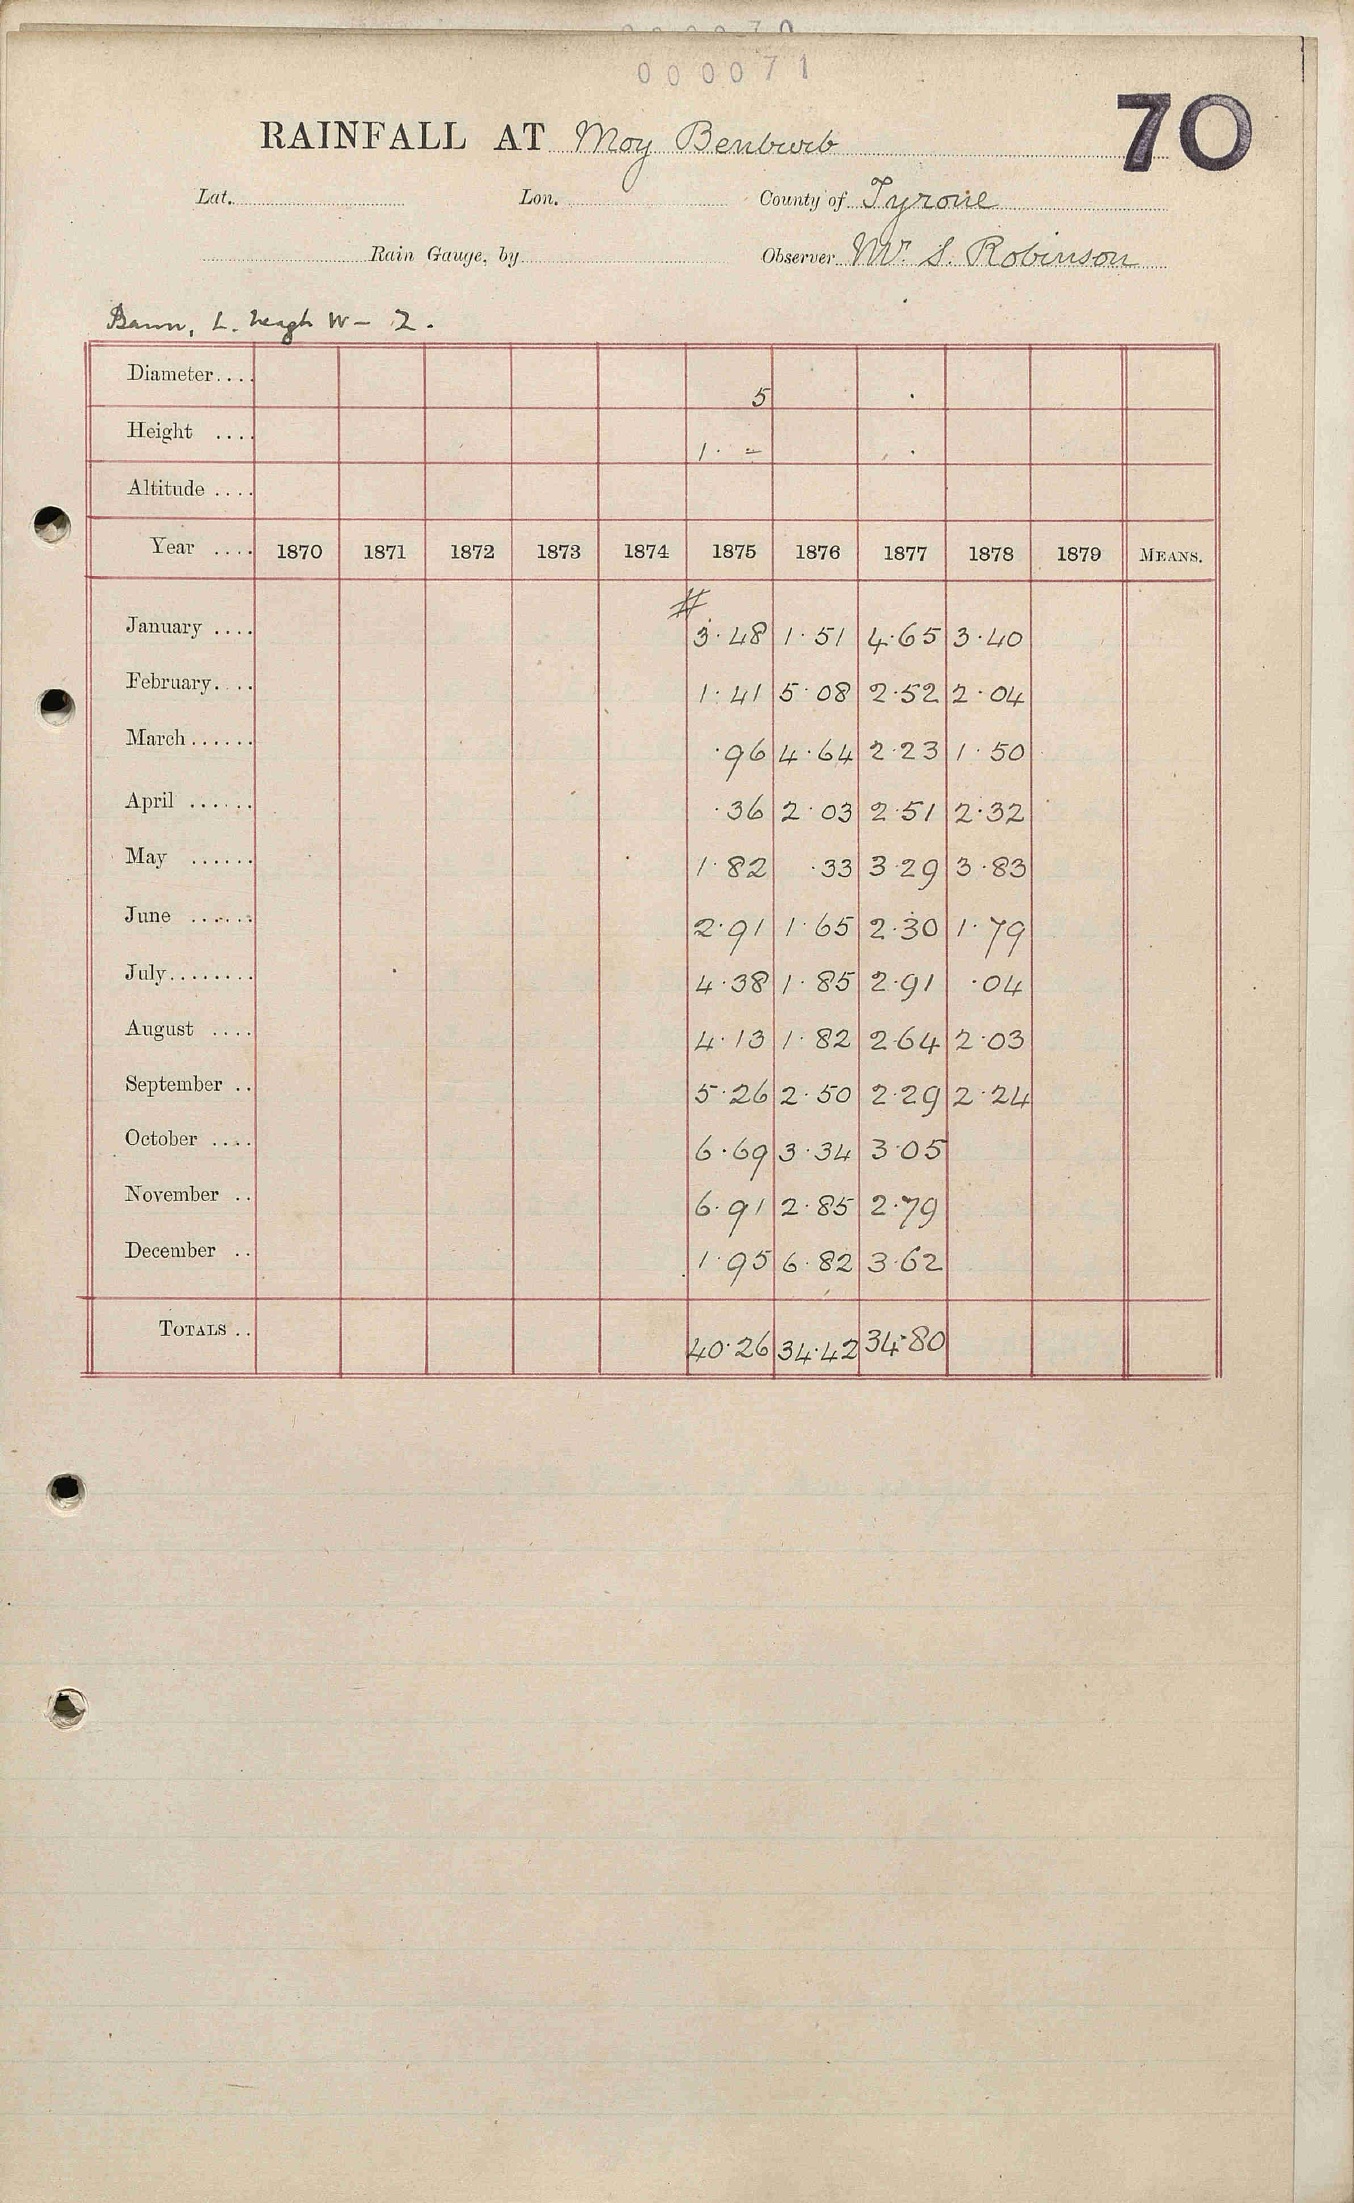 000070
000071
70
RAINFALL AT Moy Benburb
Lat. Lon. County of Tyrone
Rain Gauge, by Observer Mr. S. Robinson
Bann, L. Neagh W - 2.
Diameter.... 5
Height .... 1 · =
Altitude ....
Year .... 1870 1871 1872 1873 1874 1875 1876 1877 1878 1879 MEANS.
#
January .... 3·48 1·51 4·65 3·40
February.... 1·41 5·08 2·52 2·04
March...... ·96 4·64 2·23 1·50
April ...... ·36 2·03 2·51 2·32
May ...... 1·82 ·33 3·29 3·83
June ...... 2·91 1·65 2·30 1·79
July........ 4·38 1·85 2·91 ·04
August .... 4·13 1·82 2·64 2·03
September .. 5·26 2·50 2·29 2·24
October .... 6·69 3·34 3·05
November .. 6·91 2·85 2·79
December .. 1·95 6·82 3·62
TOTALS .. 40·26 34·42 34·80